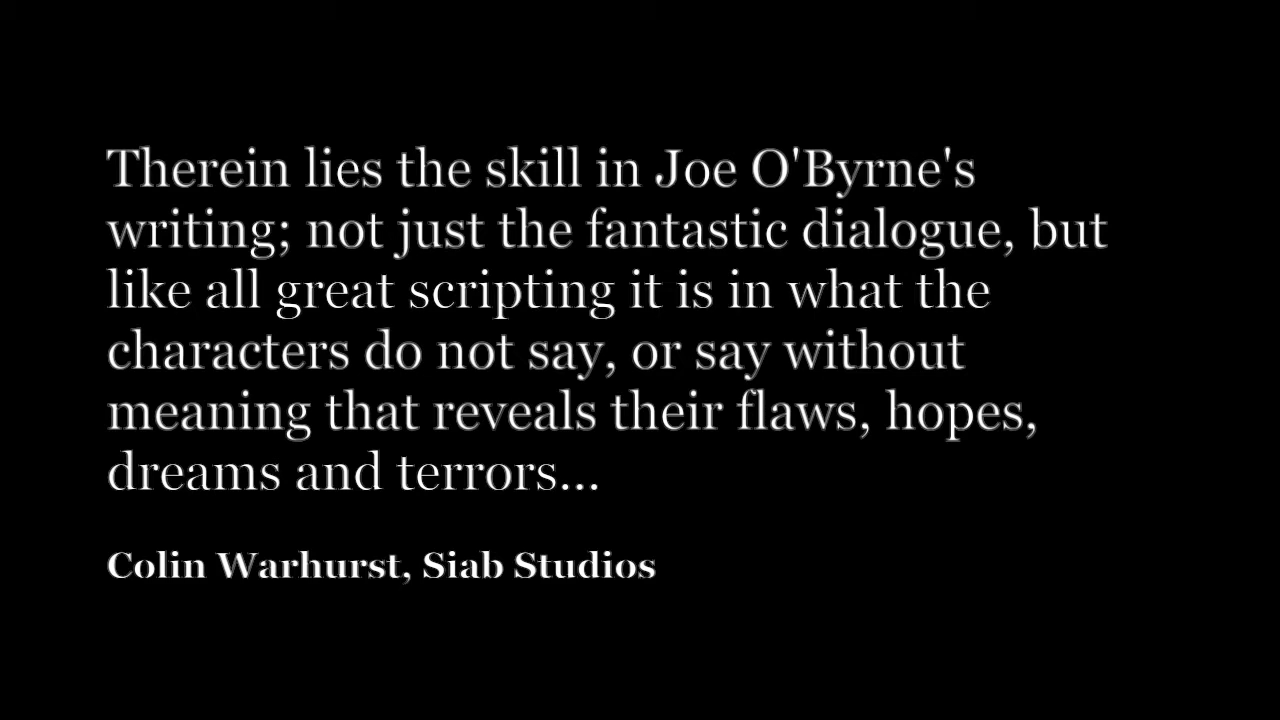 Therein lies the skill in Joe O'Byrne's
writing; not just the fantastic dialogue, but
like all great scripting it is in what the
characters do not say, or say without
meaning that reveals their flaws, hopes,
dreams and terrors...
Colin Warhurst, Siab Studios